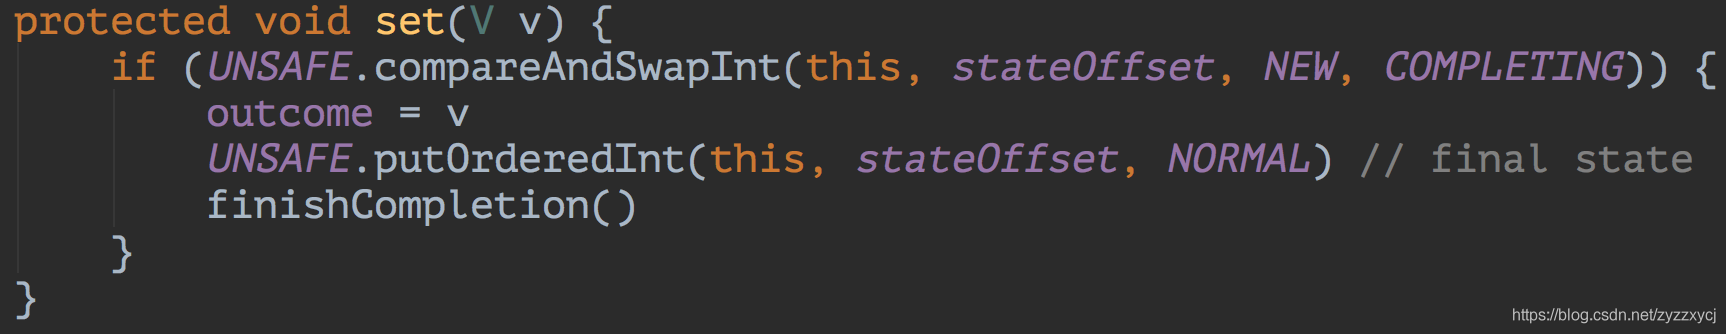 protected void set(V v) {
    if (UNSAFE.compareAndSwapInt(this, stateOffset, NEW, COMPLETING)) {
        outcome = v
        UNSAFE.putOrderedInt(this, stateOffset, NORMAL) // final state
        finishCompletion()
    }
}
https://blog.csdn.net/zyzzxycj